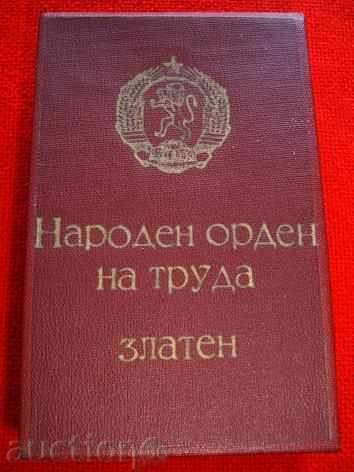 Народен орден
на труда
златен